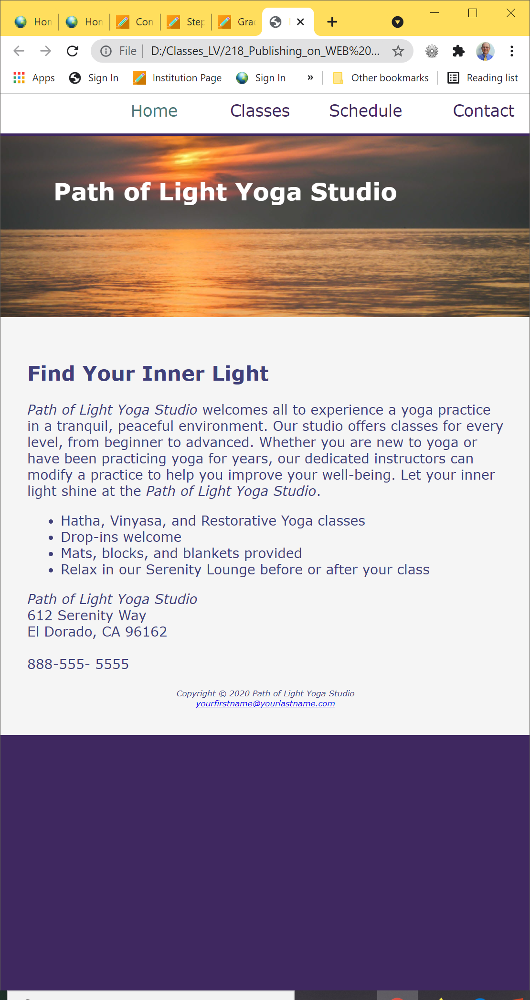 Hom
Hom
Con
Step
Grad
File
D:/Classes_LV/218_Publishing_on_WEB%20...
Apps
Sign In
Institution Page
Sign In
»
Other bookmarks
Reading list
Home Classes Schedule Contact
Path of Light Yoga Studio
Find Your Inner Light
Path of Light Yoga Studio welcomes all to experience a yoga practice
in a tranquil, peaceful environment. Our studio offers classes for every
level, from beginner to advanced. Whether you are new to yoga or
have been practicing yoga for years, our dedicated instructors can
modify a practice to help you improve your well-being. Let your inner
light shine at the Path of Light Yoga Studio.
• Hatha, Vinyasa, and Restorative Yoga classes
• Drop-ins welcome
• Mats, blocks, and blankets provided
• Relax in our Serenity Lounge before or after your class
Path of Light Yoga Studio
612 Serenity Way
El Dorado, CA 96162
888-555- 5555
Copyright © 2020 Path of Light Yoga Studio
yourfirstname@yourlastname.com